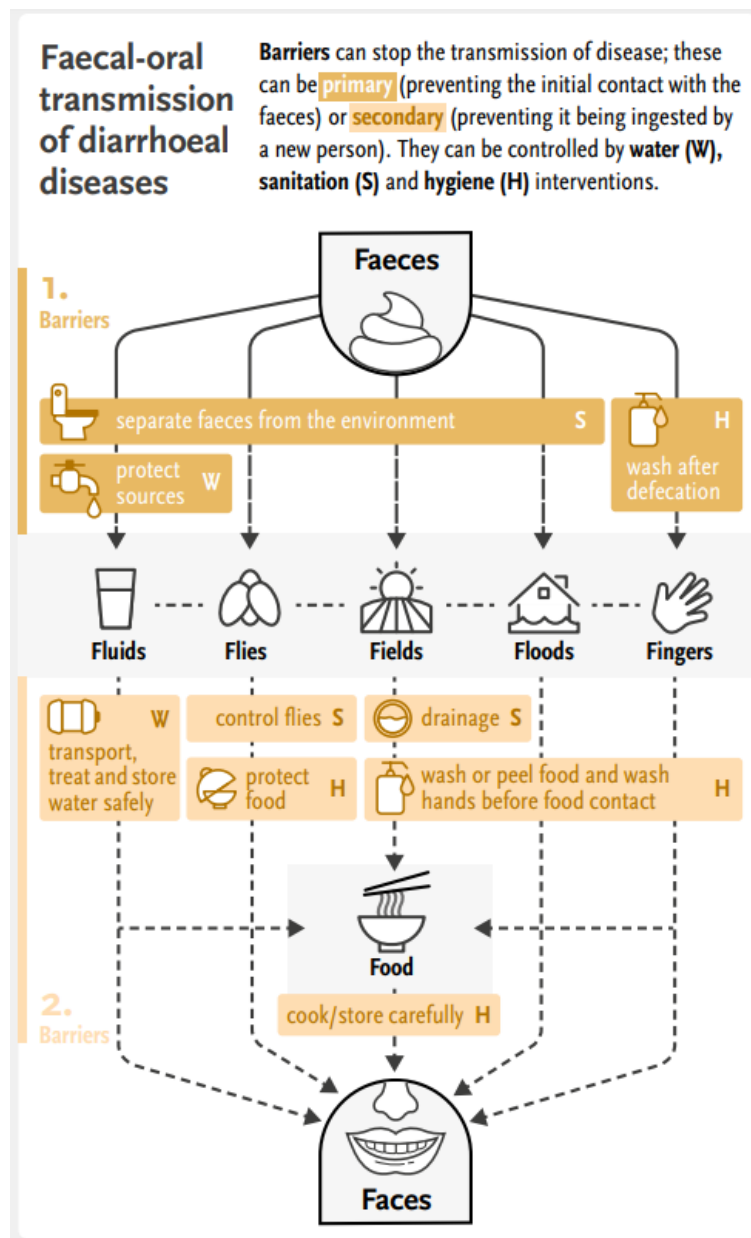 Faecal-oral
transmission
of diarrhoeal
diseases
Barriers can stop the transmission of disease; these
can be primary (preventing the initial contact with the
faeces) or secondary (preventing it being ingested by
a new person). They can be controlled by water (W),
sanitation (S) and hygiene (H) interventions.
Faeces
1.
Barriers
separate faeces from the environment S
H
wash after
defecation
protect
sources W
Fluids
Flies
Fields
Floods
Fingers
W
transport,
treat and store
water safely
control flies S
drainage S
protect
food H
wash or peel food and wash
hands before food contact H
Food
2.
Barriers
cook/store carefully H
Faces